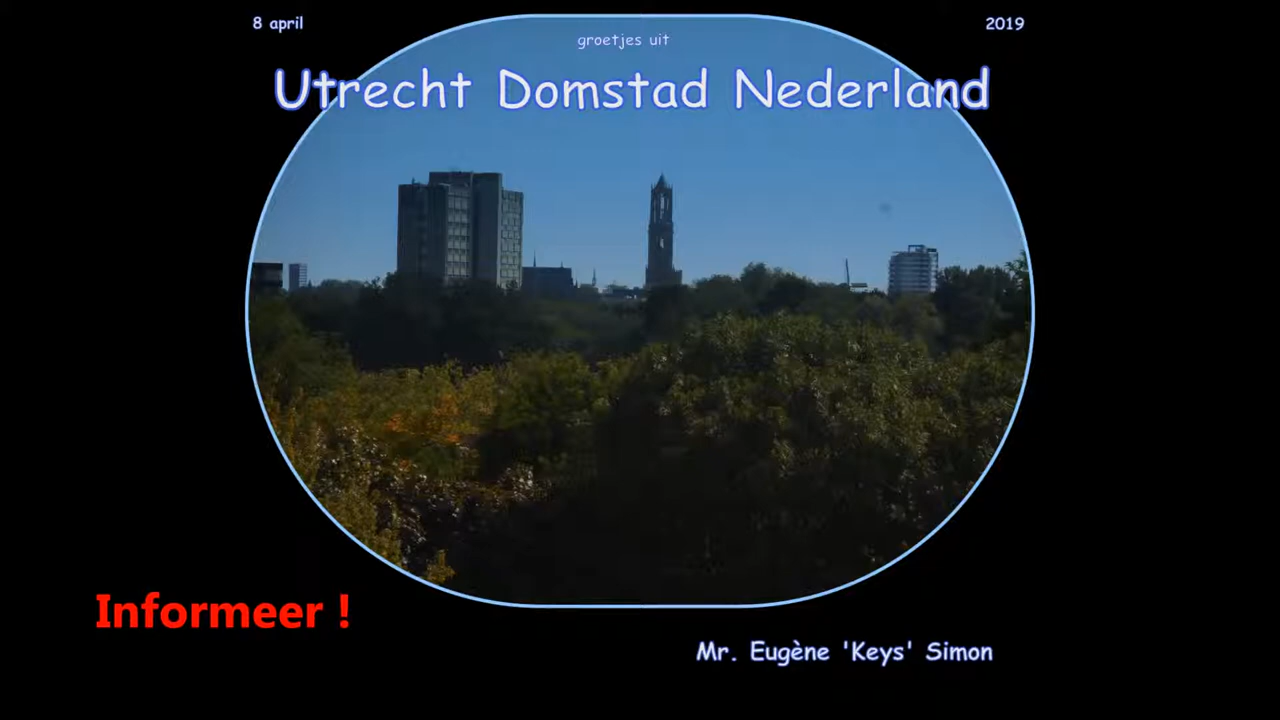 8 april
2019
groetjes uit
Utrecht Domstad Nederland
Informeer !
Mr. Eugène 'Keys' Simon